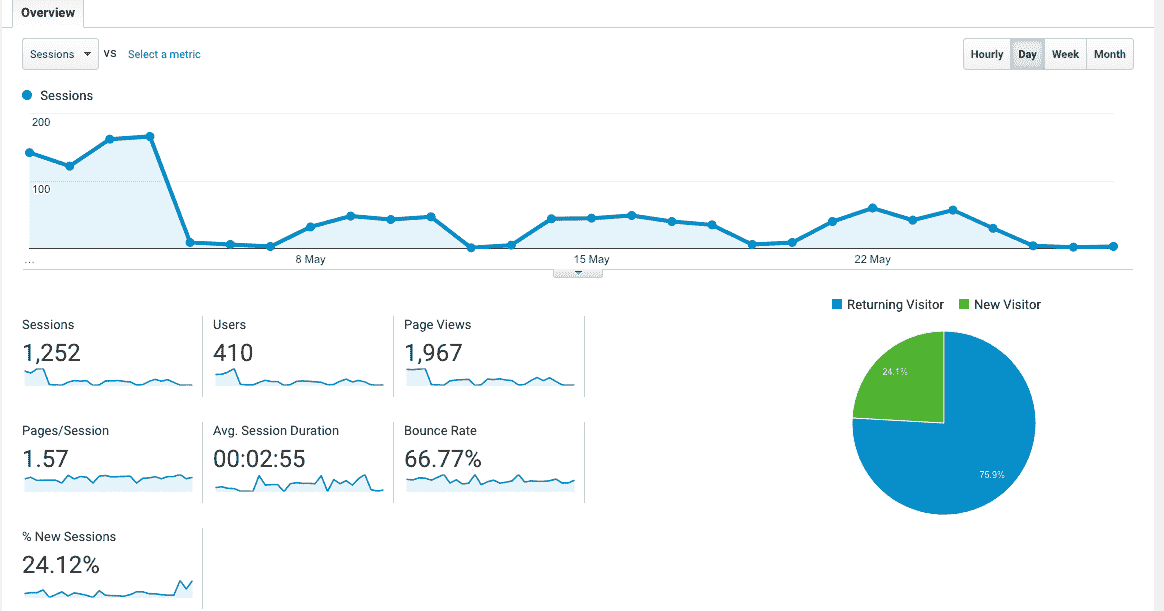 Overview
Sessions VS Select a metric Hourly Day Week Month
Sessions
200
100
... 8 May 15 May 22 May
Returning Visitor New Visitor
Sessions Users Page Views
1,252 410 1,967
24.1%
Pages/Session Avg. Session Duration Bounce Rate
1.57 00:02:55 66.77%
75.9%
% New Sessions
24.12%